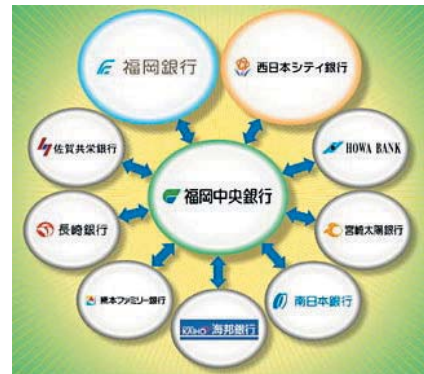 福岡銀行
西日本シティ銀行
佐賀共栄銀行
HOWA BANK
福岡中央銀行
長崎銀行
宮崎太陽銀行
熊本ファミリー銀行
南日本銀行
KAIHO 海邦銀行